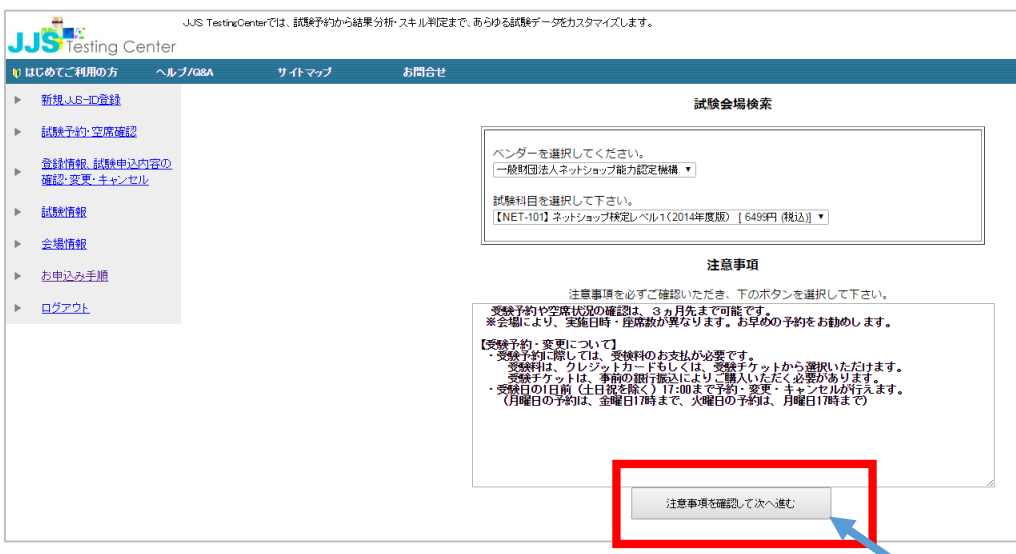 JJS TestingCenterでは、試験予約から結果分析・スキル判定まで、あらゆる試験データをカスタマイズします。
JJS Testing Center
はじめてご利用の方 ヘルプ/Q&A サイトマップ お問合せ
新規JJS-ID登録
試験予約・空席確認
登録情報、試験申込内容の
確認・変更・キャンセル
試験情報
会場情報
お申込み手順
ログアウト
試験会場検索
ベンダーを選択してください。
一般財団法人ネットショップ能力認定機構
試験科目を選択して下さい。
【NET-101】ネットショップ検定レベル1(2014年度版) [ 6499円 (税込)]
注意事項
注意事項を必ずご確認いただき、下のボタンを選択して下さい。
受験予約や空席状況の確認は、3ヵ月先まで可能です。
※会場により、実施日時・座席数が異なります。お早めの予約をお勧めします。
【受験予約・変更について】
・受験予約に際しては、受検料のお支払が必要です。
受験料は、クレジットカードもしくは、受験チケットから選択いただけます。
受験チケットは、事前の銀行振込によりご購入いただく必要があります。
・受験日の1日前(土日祝を除く)17:00まで予約・変更・キャンセルが行えます。
(月曜日の予約は、金曜日17時まで、火曜日の予約は、月曜日17時まで)
注意事項を確認して次へ進む